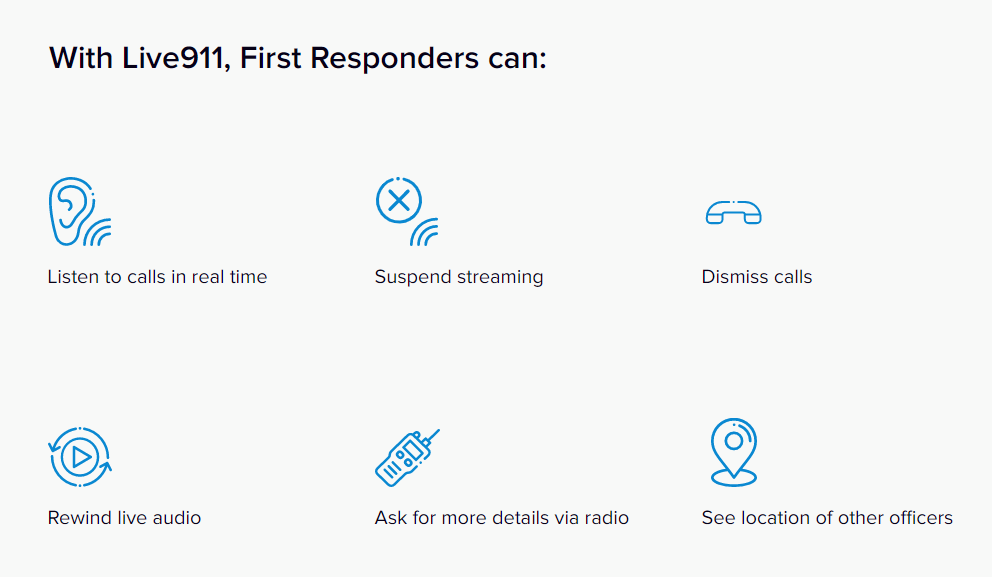 With Live911, First Responders can:
Listen to calls in real time
Suspend streaming
Dismiss calls
Rewind live audio
Ask for more details via radio
See location of other officers